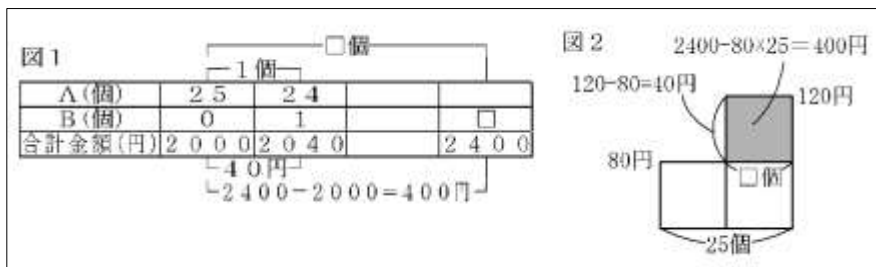 図1
□個
1個
A(個) 25 24
B(個) 0 1 □
合計金額(円) 2000 2040 2400
40円
2400-2000=400円
図2
2400-80×25=400円
120-80=40円
120円
80円
□個
25個